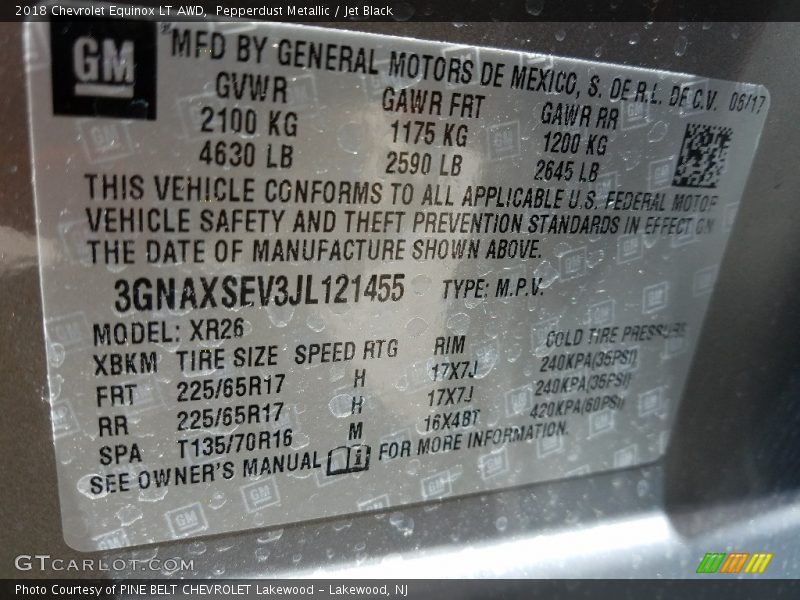 2018 Chevrolet Equinox LT AWD, Pepperdust Metallic / Jet Black
GM
MFD BY GENERAL MOTORS DE MEXICO, S. DE R.L. DE C.V. 06/17
GVWR GAWR FRT GAWR RR
2100 KG 1175 KG 1200 KG
4630 LB 2590 LB 2645 LB
THIS VEHICLE CONFORMS TO ALL APPLICABLE U.S. FEDERAL MOTOR
VEHICLE SAFETY AND THEFT PREVENTION STANDARDS IN EFFECT ON
THE DATE OF MANUFACTURE SHOWN ABOVE.
3GNAXSEV3JL121455 TYPE: M.P.V.
MODEL: XR26
XBKM TIRE SIZE SPEED RTG RIM COLD TIRE PRESSURE
FRT 225/65R17 H 17X7J 240KPA(35PSI)
RR 225/65R17 H 17X7J 240KPA(35PSI)
SPA T135/70R16 M 16X4BT 420KPA(60PSI)
SEE OWNER'S MANUAL FOR MORE INFORMATION.
GTCARLOT.COM
Photo Courtesy of PINE BELT CHEVROLET Lakewood - Lakewood, NJ